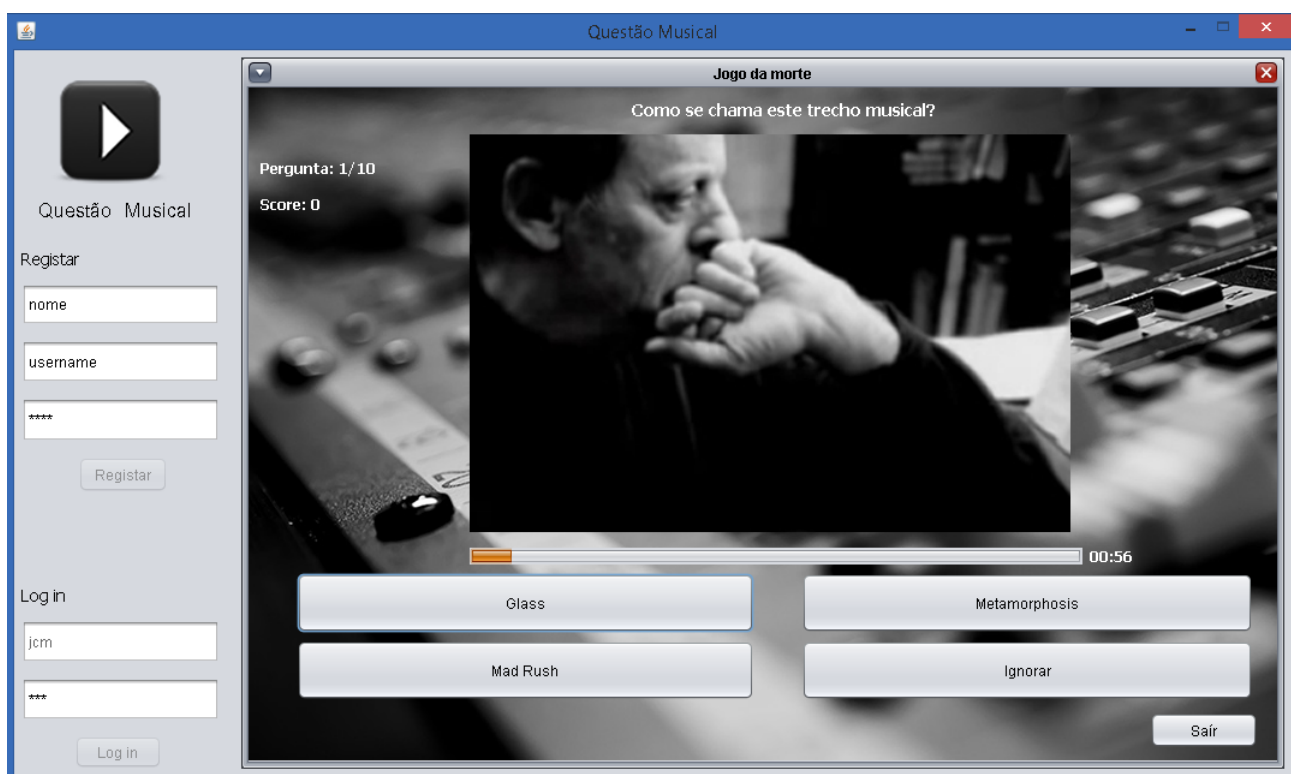 Questão Musical
Questão Musical
Registar
nome
username
****
Registar
Log in
jcm
***
Log in
Jogo da morte
Como se chama este trecho musical?
Pergunta: 1/10
Score: 0
00:56
Glass
Metamorphosis
Mad Rush
Ignorar
Saír